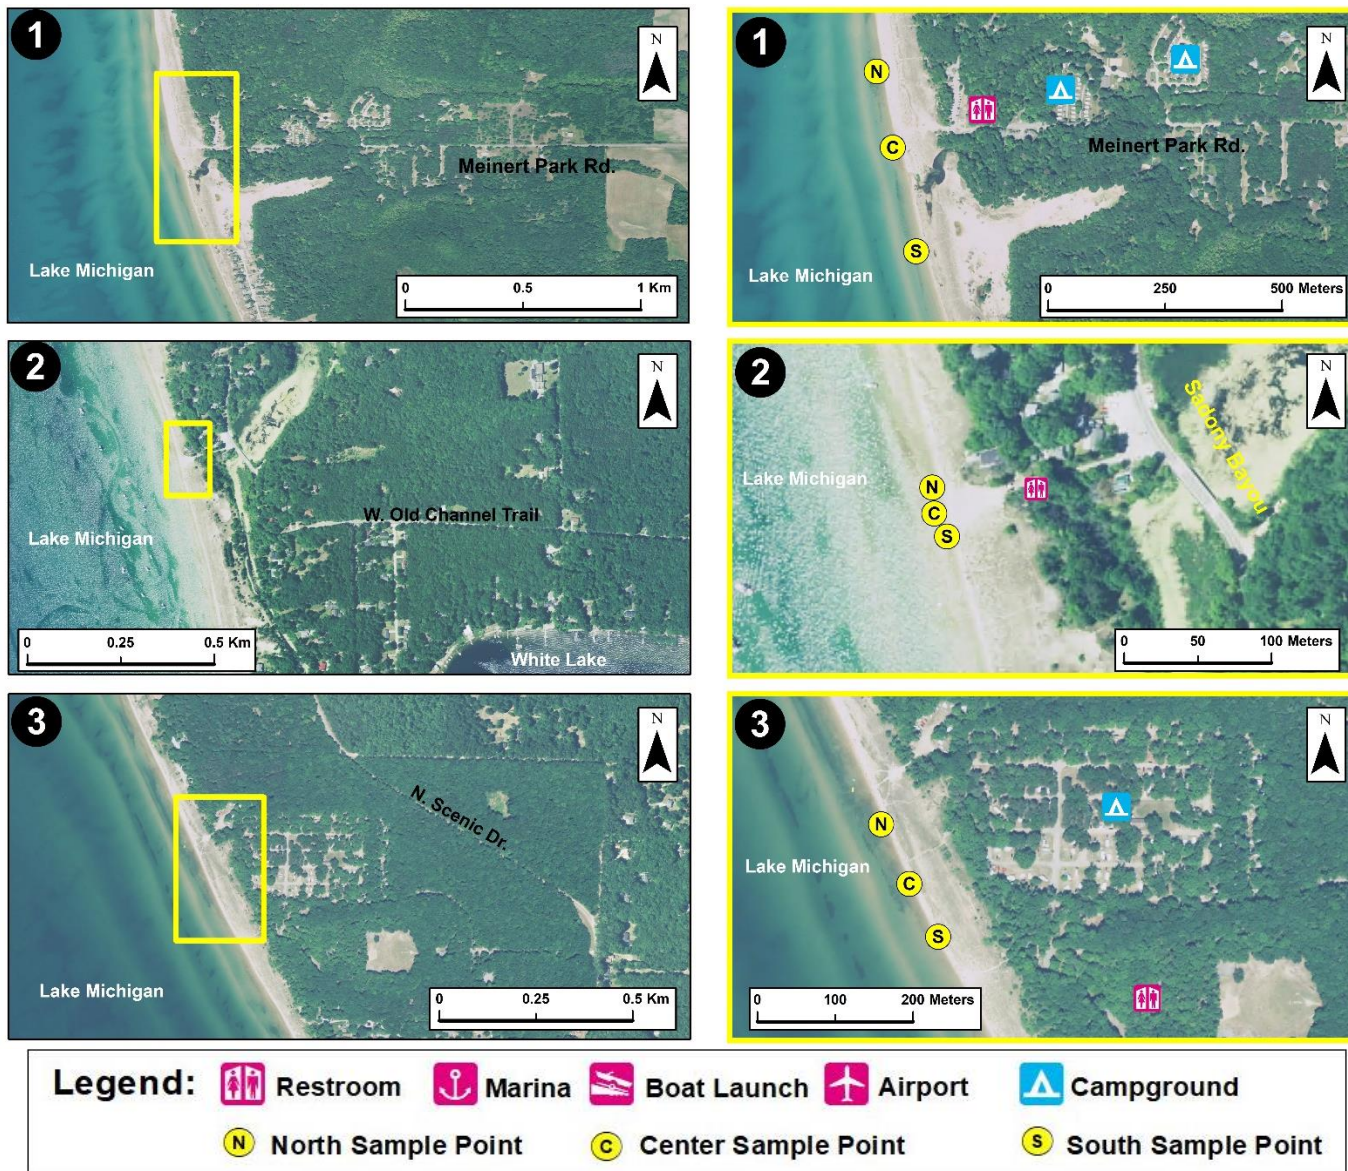 1
N
Meinert Park Rd.
Lake Michigan
0 0.5 1 Km
1
N
N
C
S
Meinert Park Rd.
Lake Michigan
0 250 500 Meters
2
N
W. Old Channel Trail
Lake Michigan
White Lake
0 0.25 0.5 Km
2
N
Sadony Bayou
Lake Michigan
N
C
S
0 50 100 Meters
3
N
N. Scenic Dr.
Lake Michigan
0 0.25 0.5 Km
3
N
N
C
S
Lake Michigan
0 100 200 Meters
Legend: Restroom Marina Boat Launch Airport Campground
N North Sample Point C Center Sample Point S South Sample Point